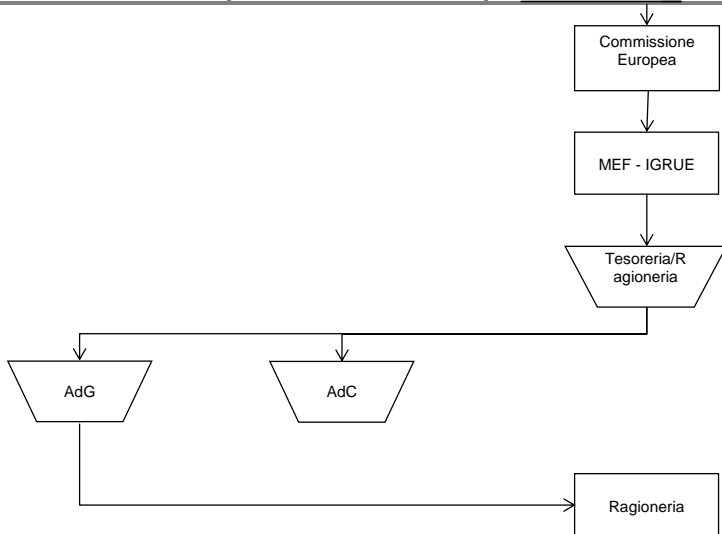 Commissione
Europea
MEF - IGRUE
Tesoreria/R
agioneria
AdG
AdC
Ragioneria